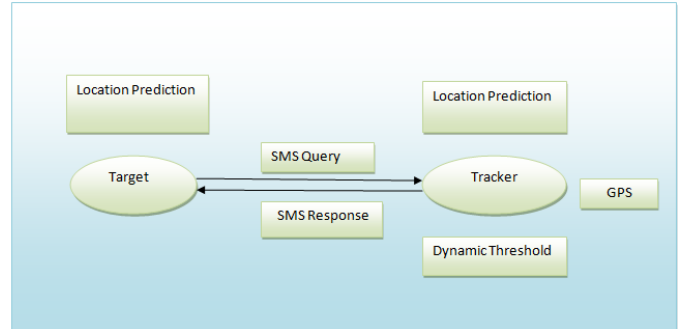 Location Prediction
Location Prediction
SMS Query
Target
Tracker
GPS
SMS Response
Dynamic Threshold